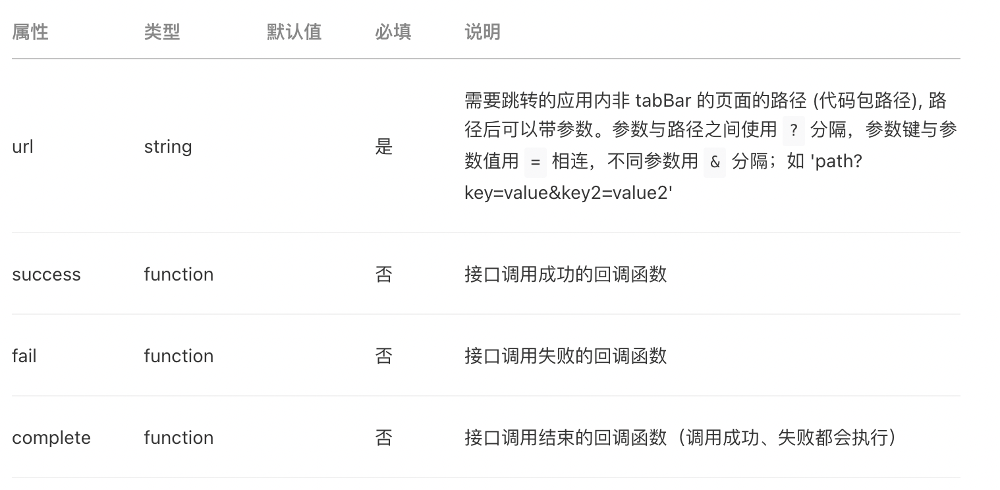 属性 类型 默认值 必填 说明
需要跳转的应用内非 tabBar 的页面的路径 (代码包路径), 路
径后可以带参数。参数与路径之间使用 ? 分隔，参数键与参
url string 是
数值用 = 相连，不同参数用 & 分隔；如 'path?
key=value&key2=value2'
success function 否 接口调用成功的回调函数
fail function 否 接口调用失败的回调函数
complete function 否 接口调用结束的回调函数（调用成功、失败都会执行）